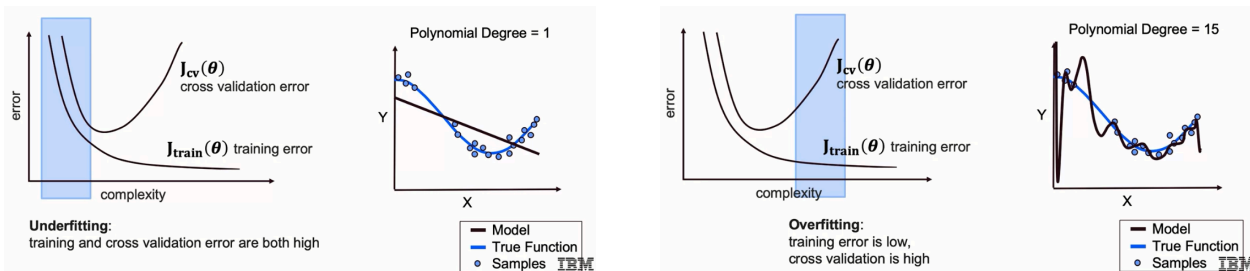 Polynomial Degree = 1
J_cv(θ)
cross validation error
error
Y
J_train(θ) training error
complexity
X
Underfitting:
training and cross validation error are both high
Model
True Function
Samples
IBM
Polynomial Degree = 15
J_cv(θ)
cross validation error
error
Y
J_train(θ) training error
complexity
X
Overfitting:
training error is low,
cross validation is high
Model
True Function
Samples
IBM